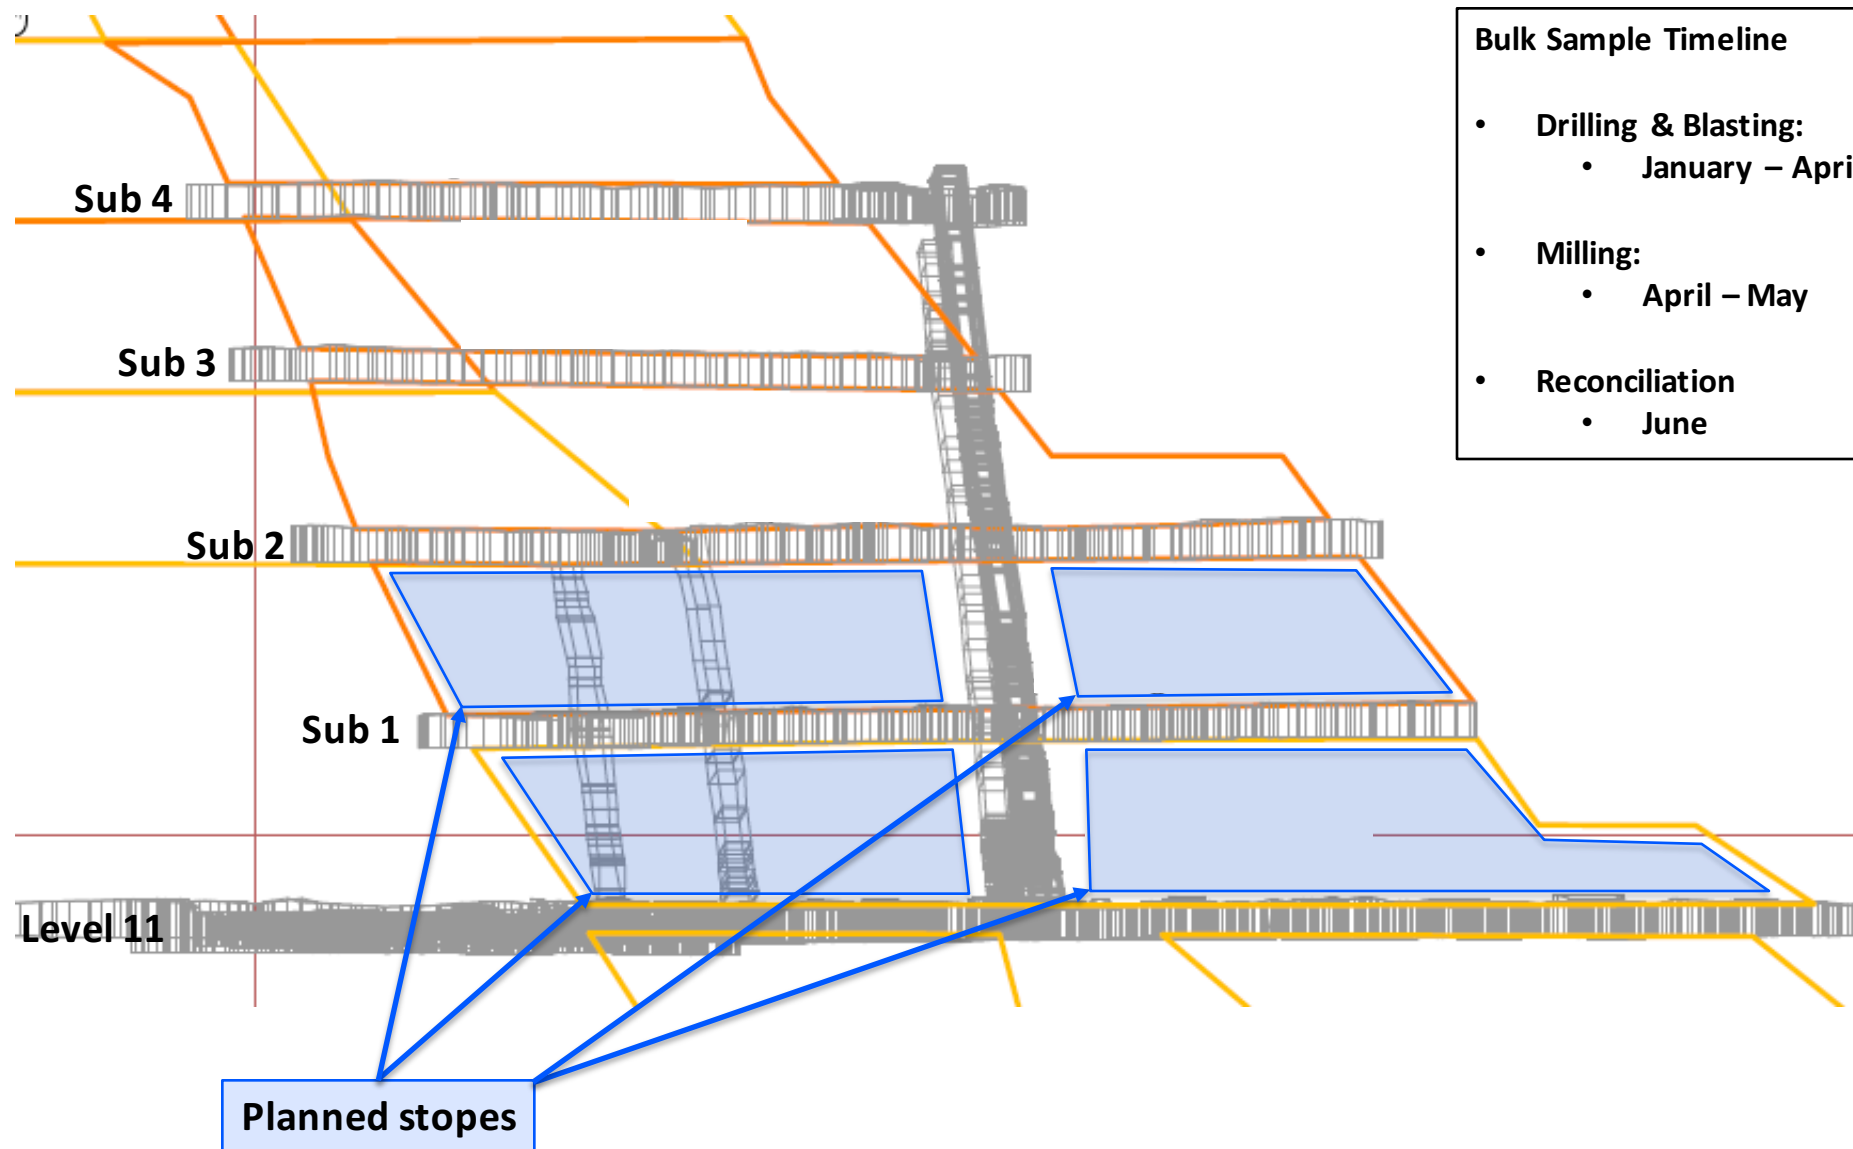 Bulk Sample Timeline
• Drilling & Blasting:
• January – Apri
• Milling:
• April – May
• Reconciliation
• June
Sub 4
Sub 3
Sub 2
Sub 1
Level 11
Planned stopes